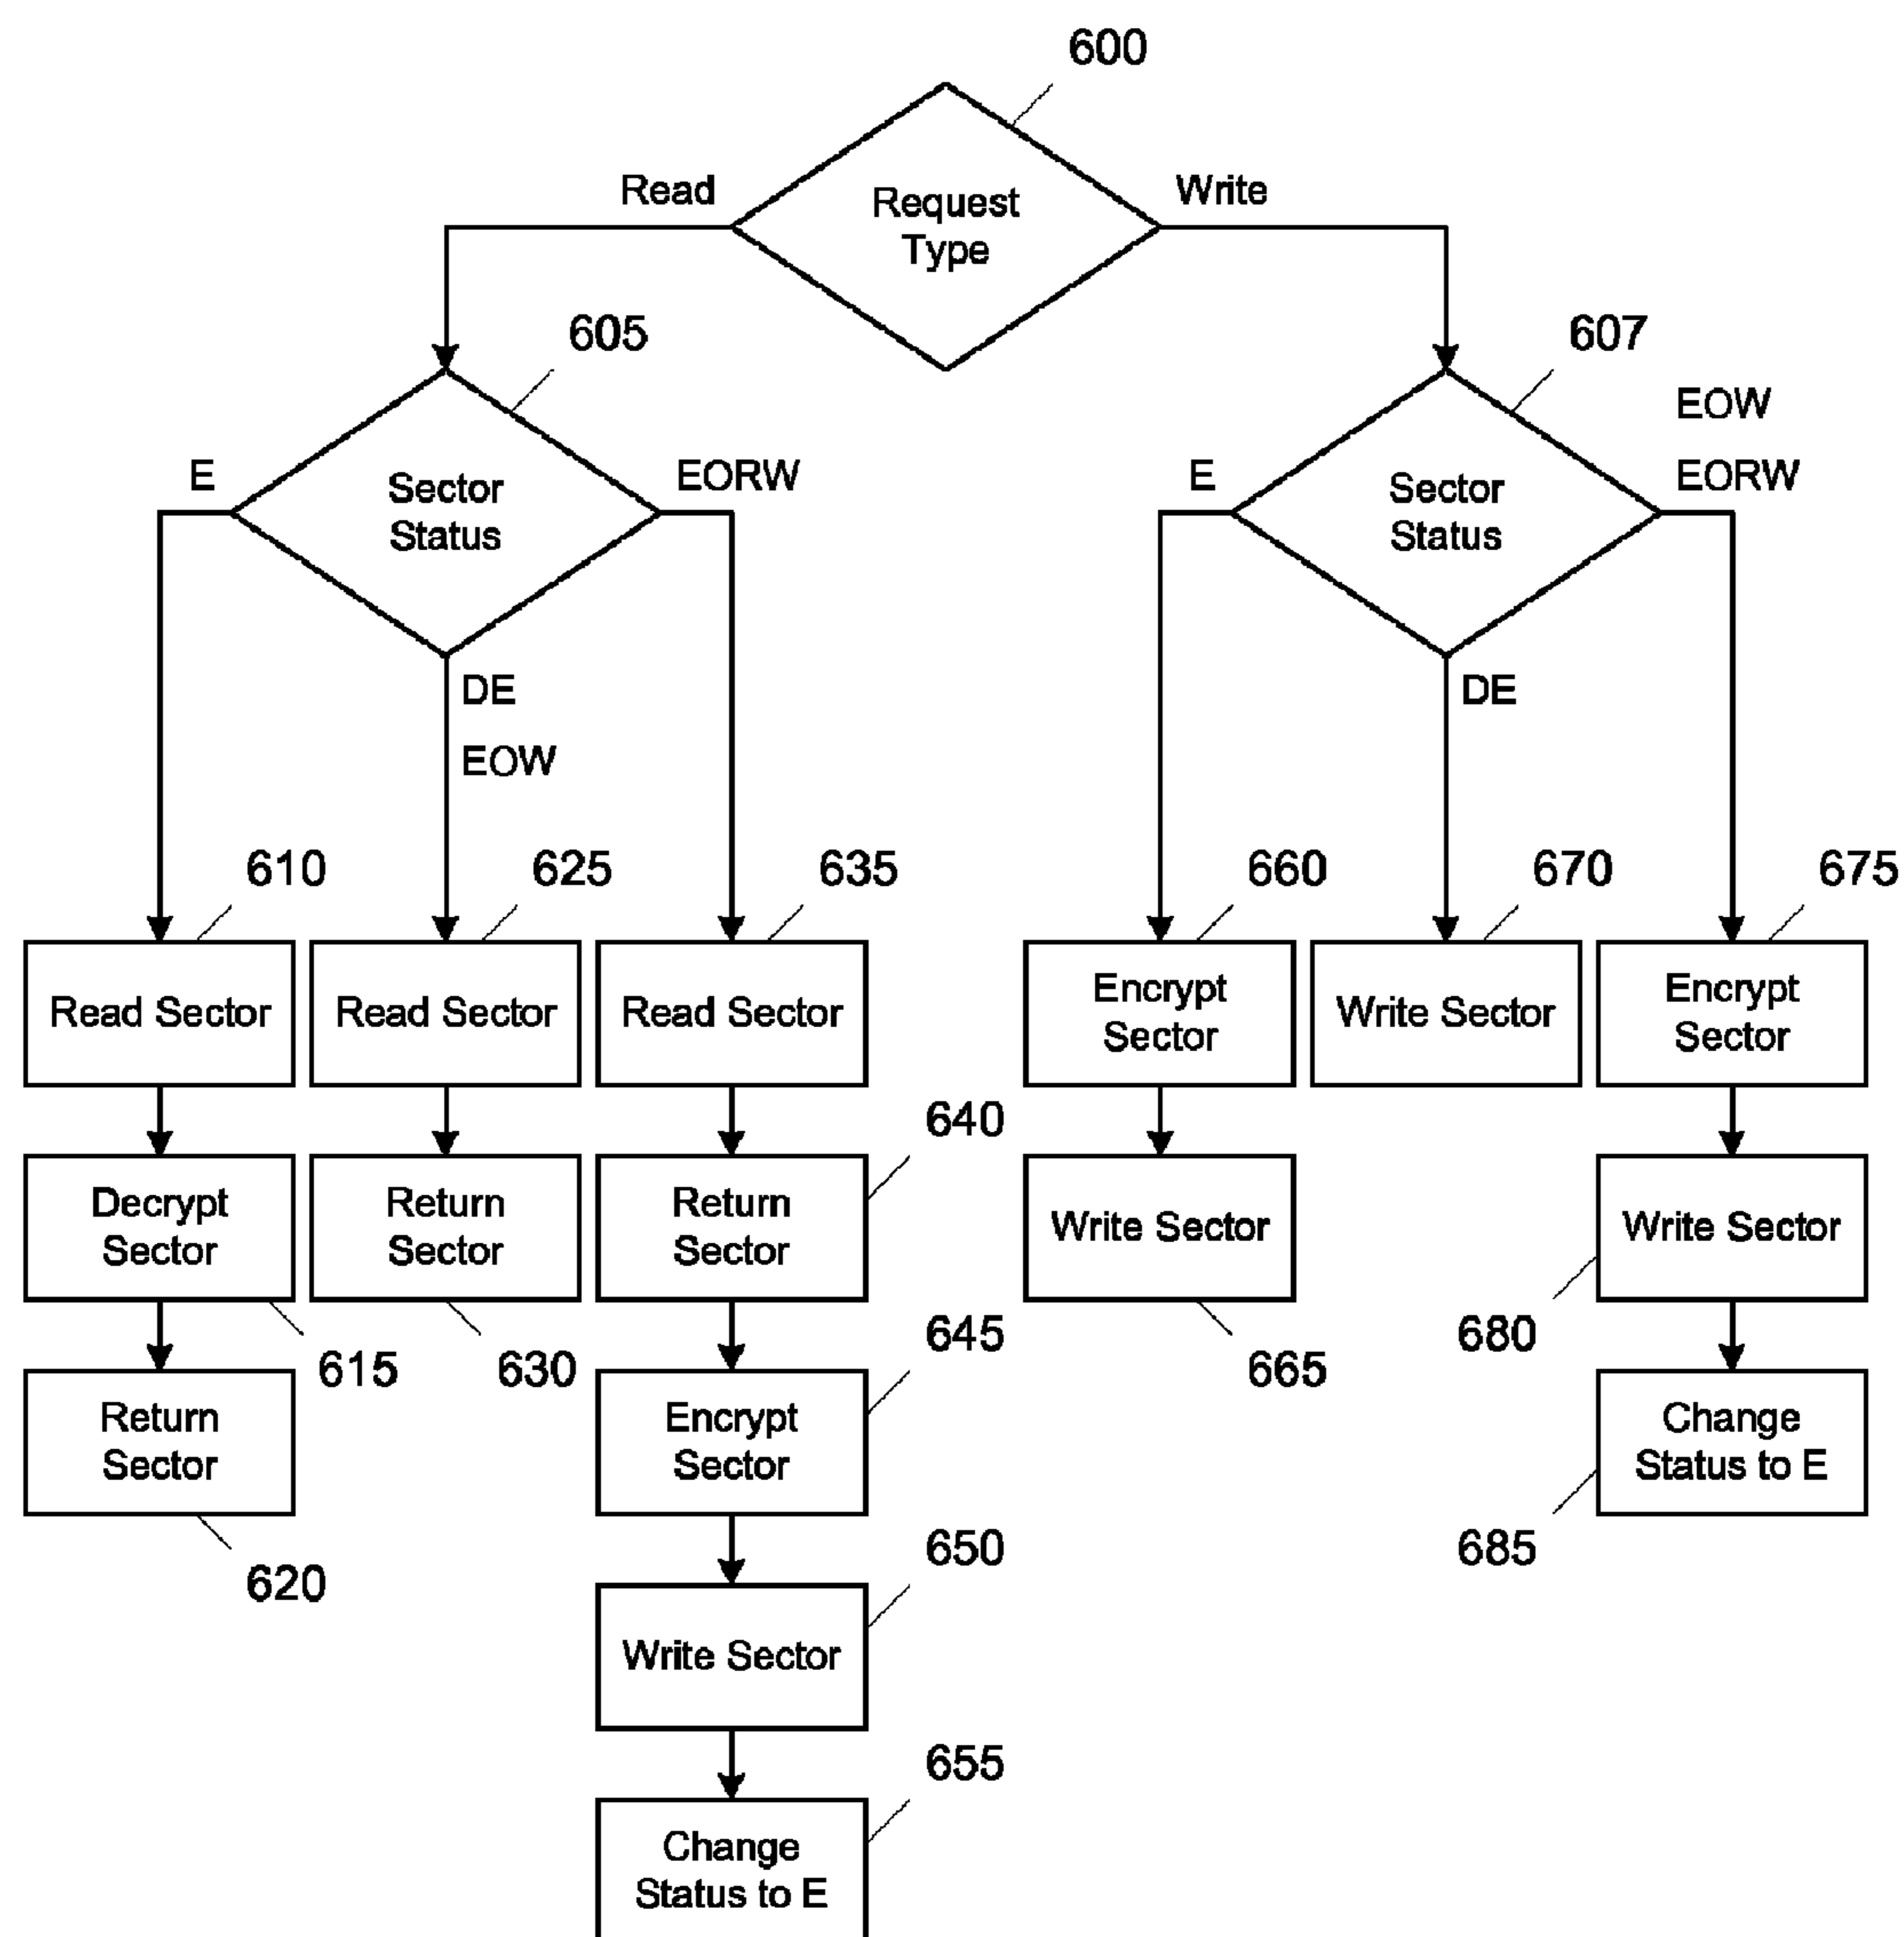 600
Read
Write
Request
Type
605
607
EOW
E
EORW
E
EORW
Sector
Status
Sector
Status
DE
DE
EOW
610
625
635
660
670
675
Read Sector
Read Sector
Read Sector
Encrypt
Sector
Write Sector
Encrypt
Sector
640
Decrypt
Sector
Return
Sector
Return
Sector
Write Sector
Write Sector
615
630
645
665
680
Return
Sector
Encrypt
Sector
Change
Status to E
620
650
685
Write Sector
655
Change
Status to E